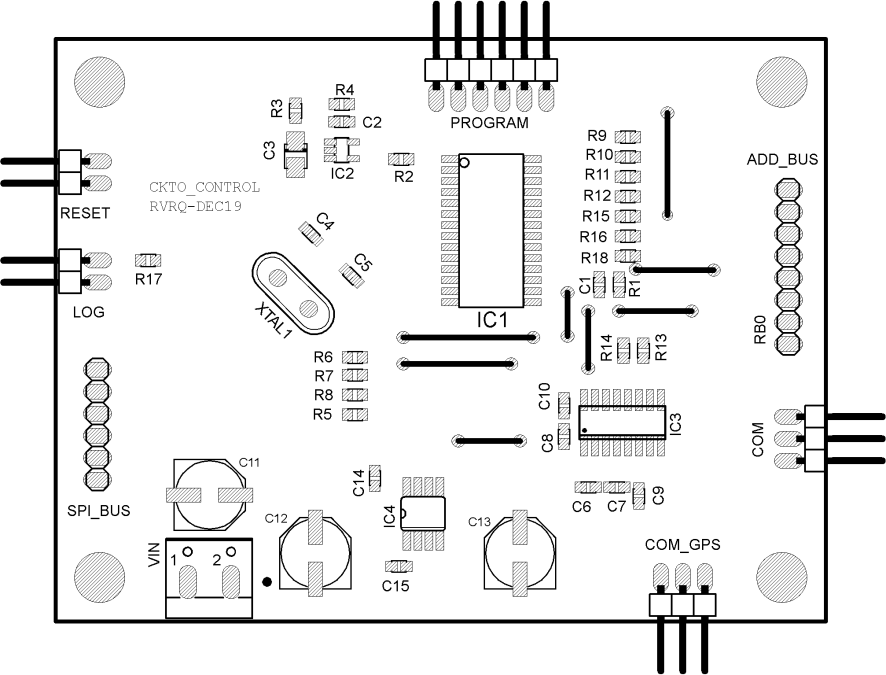 PROGRAM
R4
R3
C2
C3
IC2
R2
R9
R10
R11
R12
R15
R16
R18
ADD_BUS
RESET
CKTO_CONTROL
RVRQ-DEC19
C4
C5
XTAL1
R17
LOG
IC1
C1
R1
RB0
R14
R13
R6
R7
R8
R5
C10
C8
IC3
COM
C11
C14
IC4
C12
C13
C6
C7
C9
SPI_BUS
VIN
1
2
C15
COM_GPS